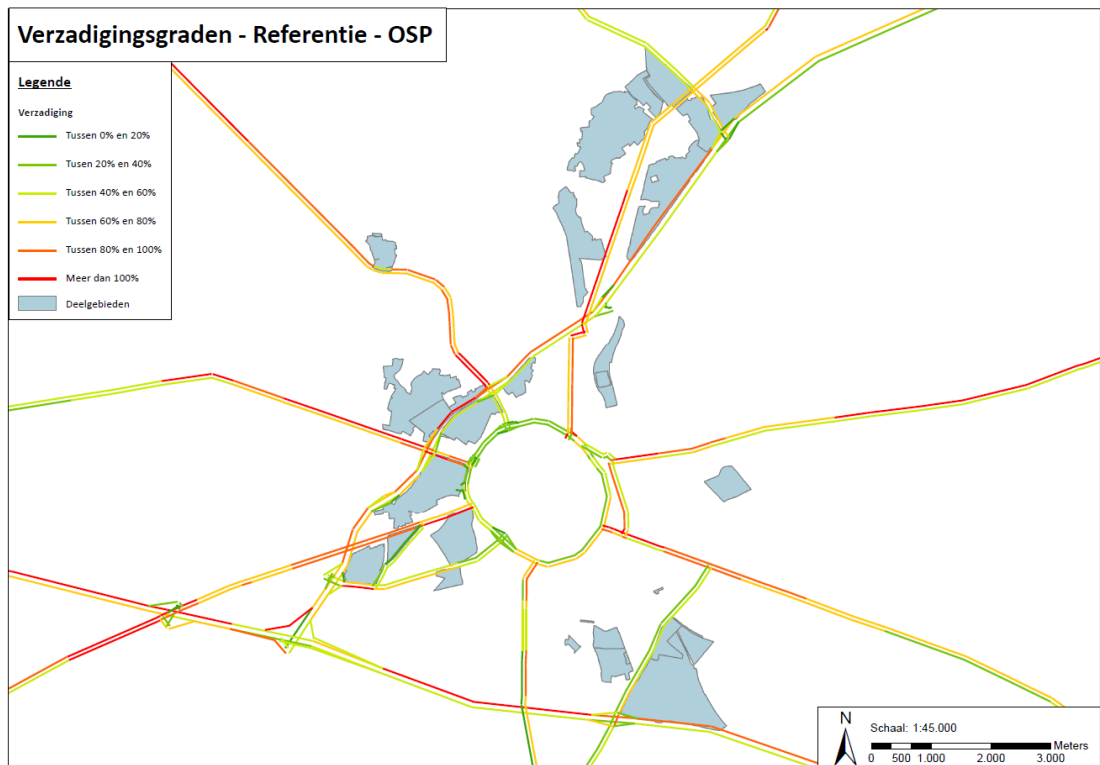 Verzadigingsgraden - Referentie - OSP
Legende
Verzadiging
Tussen 0% en 20%
Tusen 20% en 40%
Tussen 40% en 60%
Tussen 60% en 80%
Tussen 80% en 100%
Meer dan 100%
Deelgebieden
N
Schaal: 1:45.000
Meters
0 500 1.000 2.000 3.000